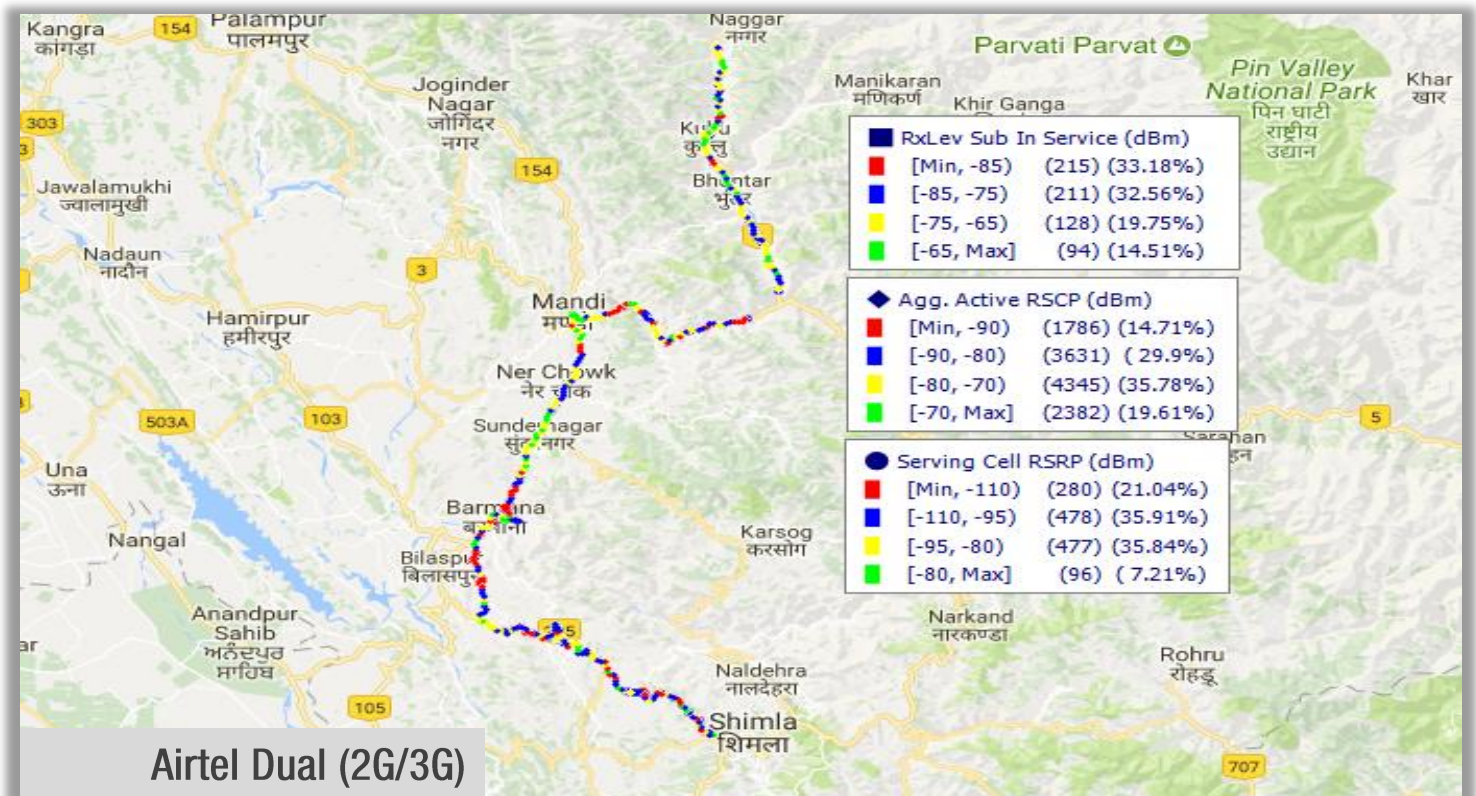 Kangra
कांगड़ा
154
Palampur
पालमपुर
Naggar
नग्गर
Parvati Parvat
Pin Valley
National Park
पिन घाटी
राष्ट्रीय
उद्यान
Khar
खार
Joginder
Nagar
जोगिंदर
नगर
Manikaran
मणिकर्ण
Khir Ganga
303
3
154
Jawalamukhi
ज्वालामुखी
Nadaun
नादौन
3
Mandi
Hamirpur
हमीरपुर
Ner Chowk
नेर चौक
503A
103
Sundernagar
सुंदरनगर
Una
ऊना
Nangal
Karsog
करसोग
5
Sarahan
Anandpur
Sahib
ਅਨੰਦਪੁਰ
ਸਾਹਿਬ
ar
Narkand
नारकण्डा
Rohru
रोहड़ू
Naldehra
नालदेहरा
105
Shimla
शिमला
707
RxLev Sub In Service (dBm)
[Min, -85) (215) (33.18%)
[-85, -75) (211) (32.56%)
[-75, -65) (128) (19.75%)
[-65, Max] (94) (14.51%)
Agg. Active RSCP (dBm)
[Min, -90) (1786) (14.71%)
[-90, -80) (3631) ( 29.9%)
[-80, -70) (4345) (35.78%)
[-70, Max] (2382) (19.61%)
Serving Cell RSRP (dBm)
[Min, -110) (280) (21.04%)
[-110, -95) (478) (35.91%)
[-95, -80) (477) (35.84%)
[-80, Max] (96) ( 7.21%)
Airtel Dual (2G/3G)